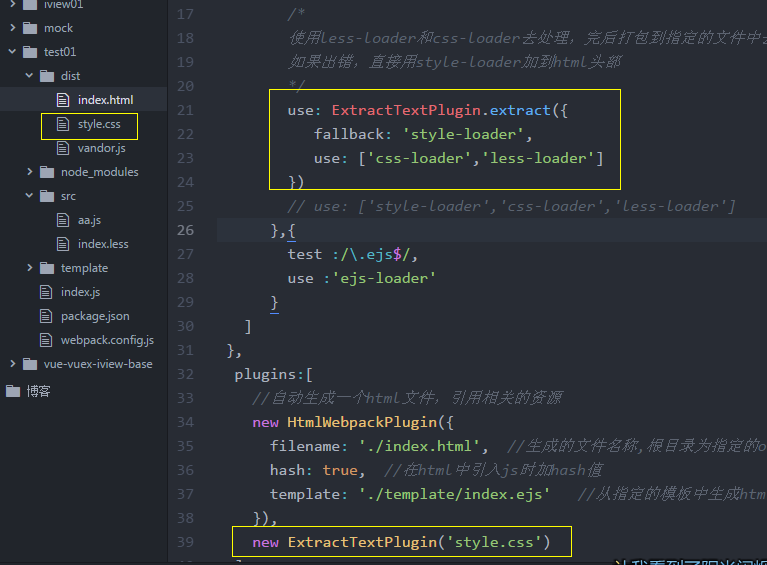 iview01
mock
test01
dist
index.html
style.css
vandor.js
node_modules
src
aa.js
index.less
template
index.js
package.json
webpack.config.js
vue-vuex-iview-base
博客
17 /*
18 使用less-loader和css-loader去处理，完后打包到指定的文件中
19 如果出错，直接用style-loader加到html头部
20 */
21 use: ExtractTextPlugin.extract({
22 fallback: 'style-loader',
23 use: ['css-loader','less-loader']
24 })
25 // use: ['style-loader','css-loader','less-loader']
26 },{
27 test :/\.ejs$/,
28 use :'ejs-loader'
29 }
30 ]
31 },
32 plugins:[
33 //自动生成一个html文件，引用相关的资源
34 new HtmlWebpackPlugin({
35 filename: './index.html', //生成的文件名称,根目录为指定的o
36 hash: true, //在html中引入js时加hash值
37 template: './template/index.ejs' //从指定的模板中生成htm
38 }),
39 new ExtractTextPlugin('style.css')